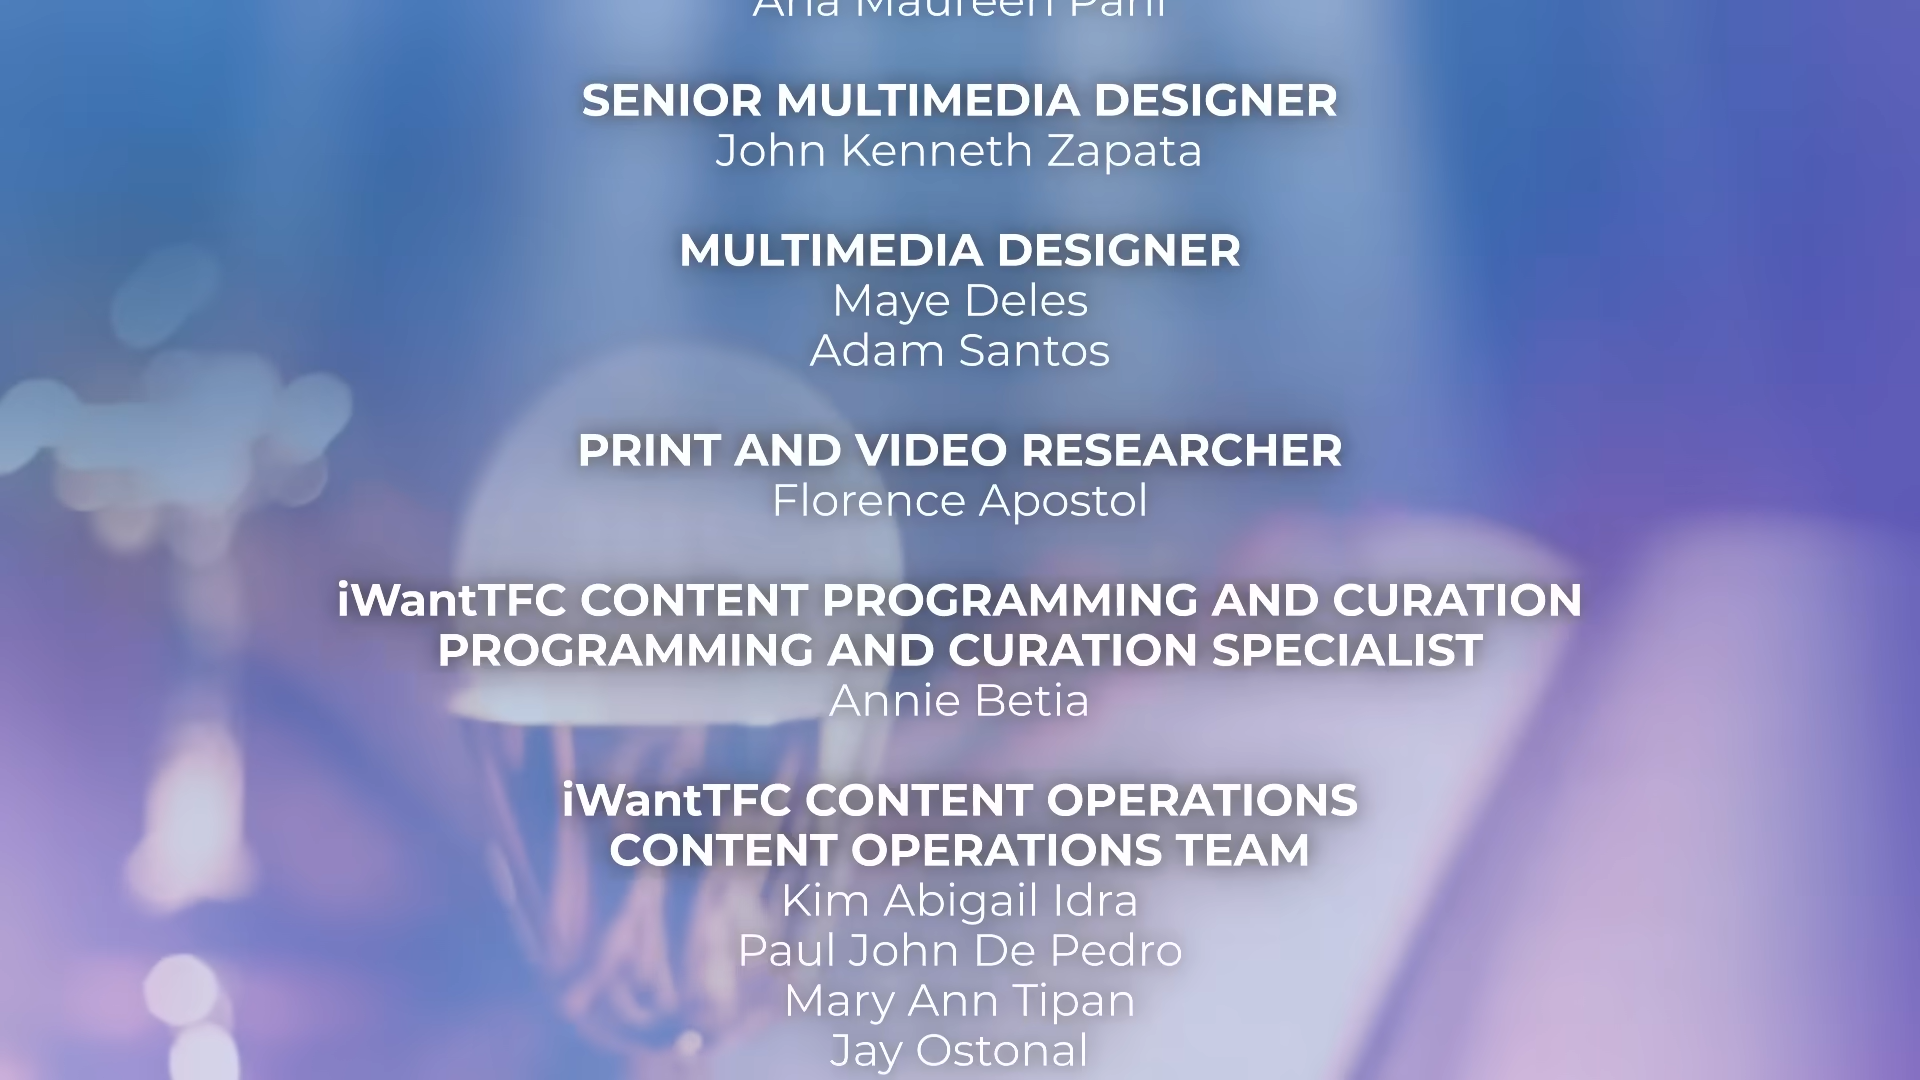 SENIOR MULTIMEDIA DESIGNER
John Kenneth Zapata
MULTIMEDIA DESIGNER
Maye Deles
Adam Santos
PRINT AND VIDEO RESEARCHER
Florence Apostol
iWantTFC CONTENT PROGRAMMING AND CURATION
PROGRAMMING AND CURATION SPECIALIST
Annie Betia
iWantTFC CONTENT OPERATIONS
CONTENT OPERATIONS TEAM
Kim Abigail Idra
Paul John De Pedro
Mary Ann Tipan
Jay Ostonal